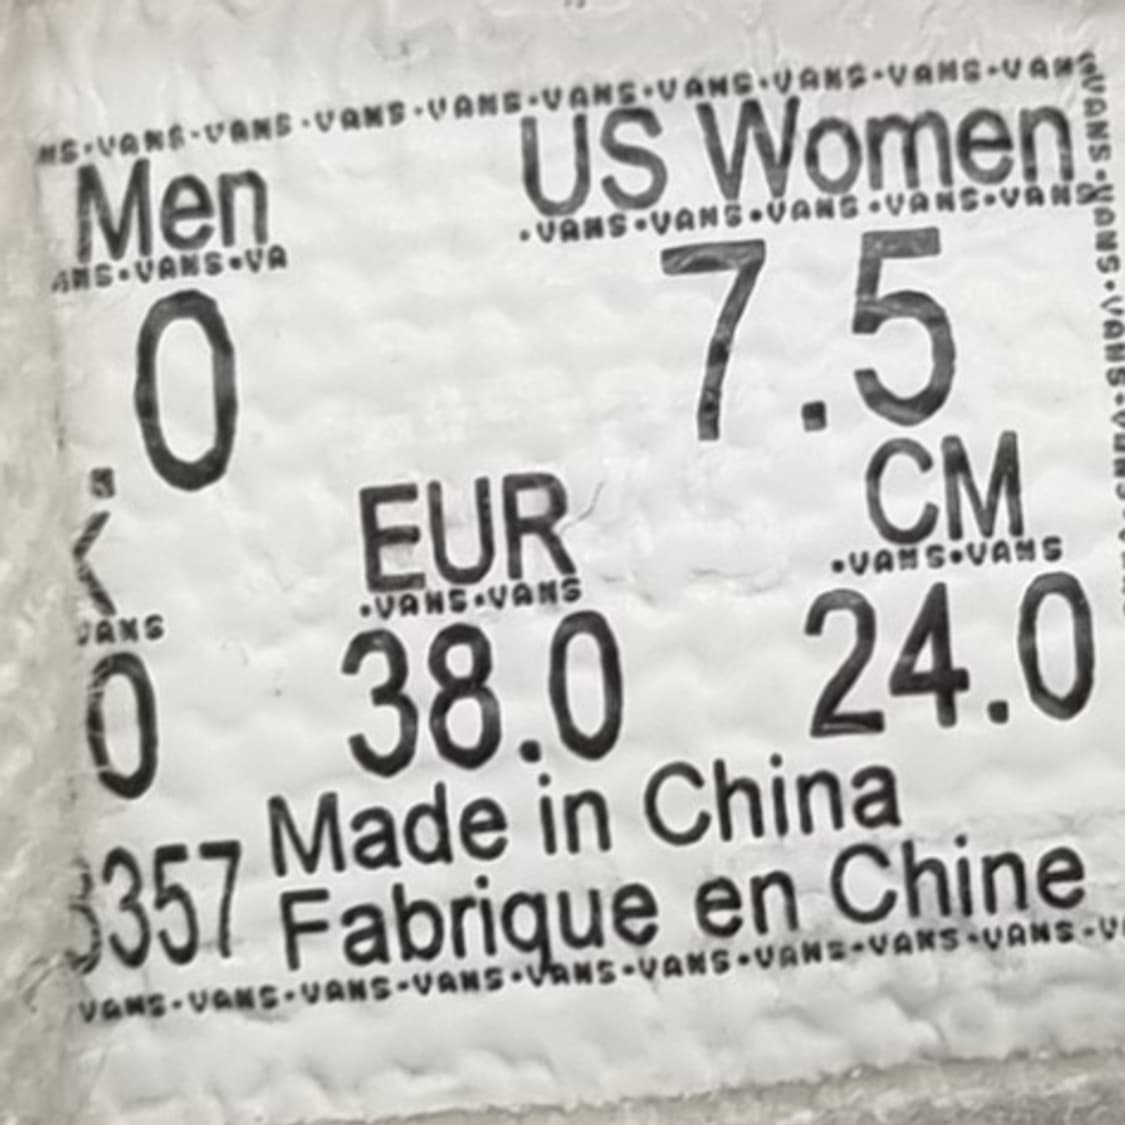 VANS·VANS·VANS·VANS·VANS·VANS·VANS·VANS·VANS
Men US Women
VANS·VA ·VANS·VANS·VANS·VANS·VANS
.0 7.5
EUR CM
VANS ·VANS·VANS ·VANS·VANS
0 38.0 24.0
Made in China
357 Fabrique en Chine
VANS·VANS·VANS·VANS·VANS·VANS·VANS·VANS·VANS